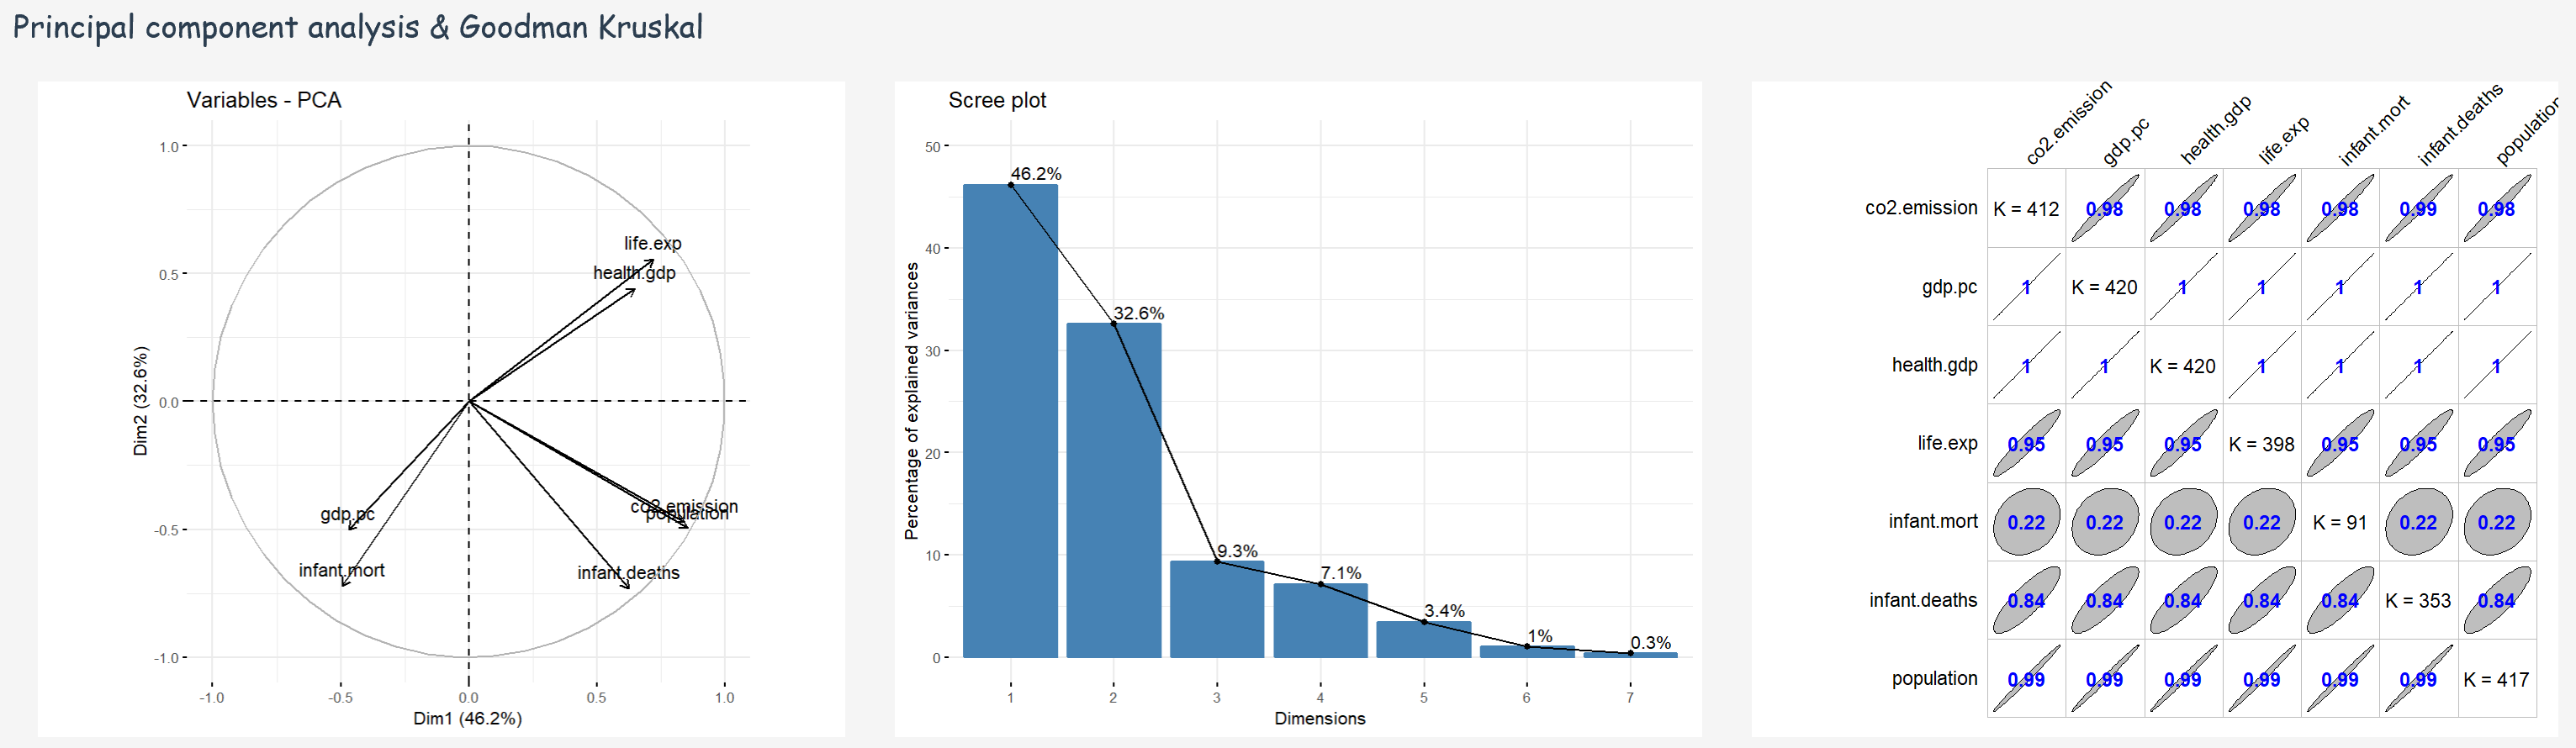 Principal component analysis & Goodman Kruskal
Variables - PCA
1.0
0.5
0.0
-0.5
-1.0
Dim2 (32.6%)
life.exp
health.gdp
gdp.pc
infant.mort
co2.emission
population
infant.deaths
-1.0 -0.5 0.0 0.5 1.0
Dim1 (46.2%)
Scree plot
50
40
30
20
10
0
Percentage of explained variances
46.2%
32.6%
9.3%
7.1%
3.4%
1%
0.3%
1 2 3 4 5 6 7
Dimensions
co2.emission gdp.pc health.gdp life.exp infant.mort infant.deaths population
co2.emission K = 412 0.98 0.98 0.98 0.98 0.99 0.98
gdp.pc 1 K = 420 1 1 1 1 1
health.gdp 1 1 K = 420 1 1 1 1
life.exp 0.95 0.95 0.95 K = 398 0.95 0.95 0.95
infant.mort 0.22 0.22 0.22 0.22 K = 91 0.22 0.22
infant.deaths 0.84 0.84 0.84 0.84 0.84 K = 353 0.84
population 0.99 0.99 0.99 0.99 0.99 0.99 K = 417